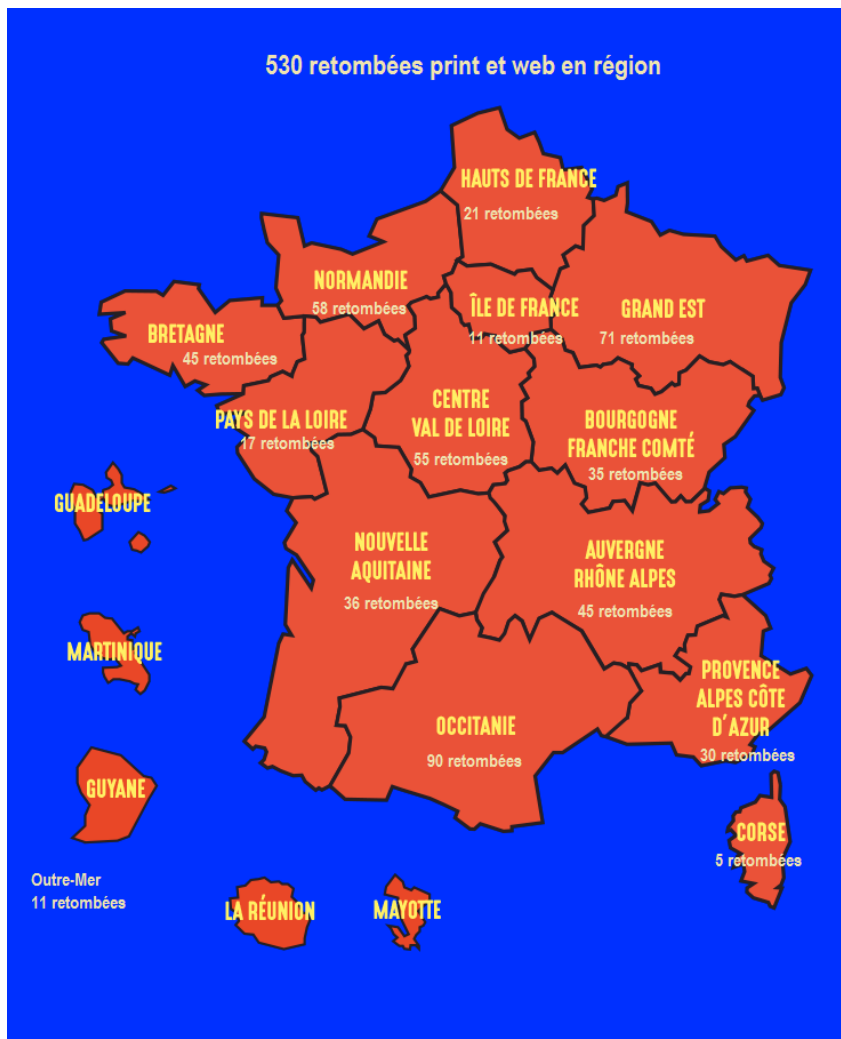 530 retombées print et web en région
HAUTS DE FRANCE
21 retombées
NORMANDIE
58 retombées
ÎLE DE FRANCE
11 retombées
GRAND EST
71 retombées
BRETAGNE
45 retombées
PAYS DE LA LOIRE
17 retombées
CENTRE
VAL DE LOIRE
55 retombées
BOURGOGNE
FRANCHE COMTÉ
35 retombées
GUADELOUPE
NOUVELLE
AQUITAINE
36 retombées
AUVERGNE
RHÔNE ALPES
45 retombées
MARTINIQUE
PROVENCE
ALPES CÔTE
D'AZUR
30 retombées
OCCITANIE
90 retombées
GUYANE
CORSE
5 retombées
Outre-Mer
11 retombées
LA RÉUNION
MAYOTTE